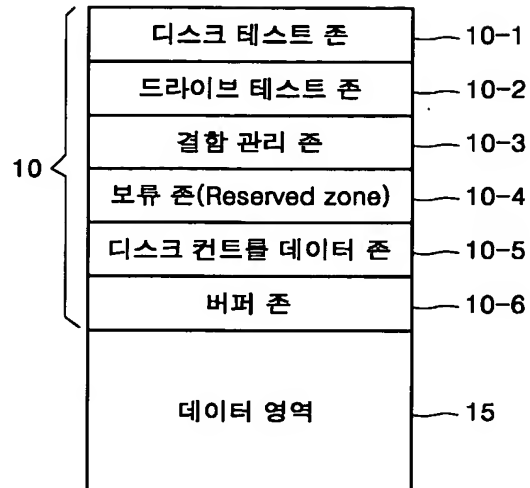 디스크 테스트 존 10-1
드라이브 테스트 존 10-2
결함 관리 존 10-3
10
보류 존(Reserved zone) 10-4
디스크 컨트롤 데이터 존 10-5
버퍼 존 10-6
데이터 영역 15